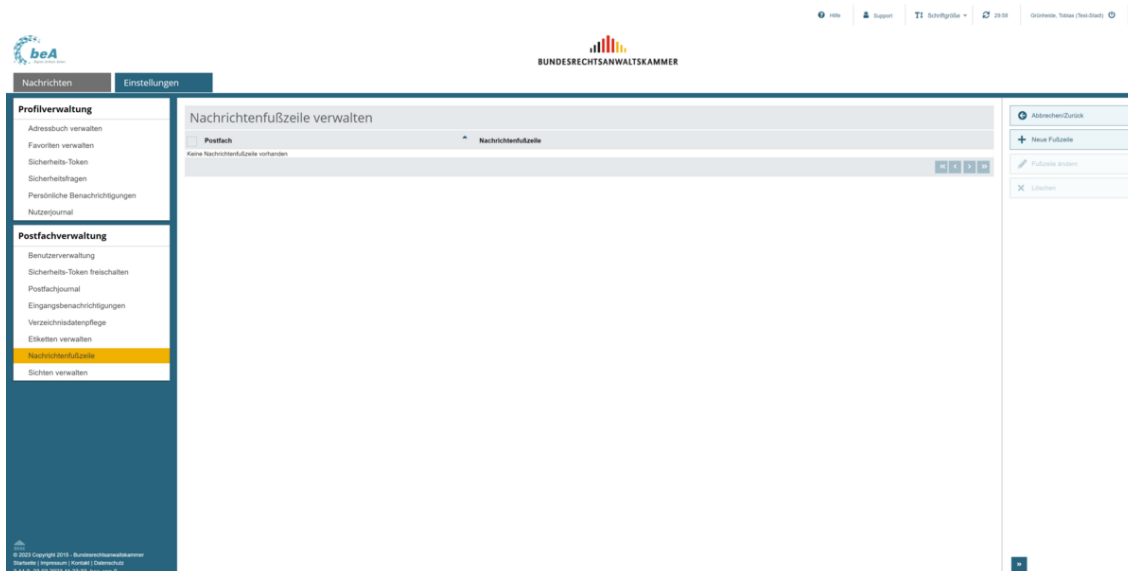 Hilfe
Support
Schriftgröße
29:58
Grünheide, Tobias (Test-Stadt)
beA
BUNDESRECHTSANWALTSKAMMER
Nachrichten
Einstellungen
Profilverwaltung
Adressbuch verwalten
Favoriten verwalten
Sicherheits-Token
Sicherheitsfragen
Persönliche Benachrichtigungen
Nutzerjournal
Postfachverwaltung
Benutzerverwaltung
Sicherheits-Token freischalten
Postfachjournal
Eingangsbenachrichtigungen
Verzeichnisdatenpflege
Etiketten verwalten
Nachrichtenfußzeile
Sichten verwalten
Nachrichtenfußzeile verwalten
Postfach Nachrichtenfußzeile
Keine Nachrichtenfußzeile vorhanden
Abbrechen/Zurück
Neue Fußzeile
Fußzeile ändern
Löschen
© 2023 Copyright 2015 - Bundesrechtsanwaltskammer
Startseite | Impressum | Kontakt | Datenschutz